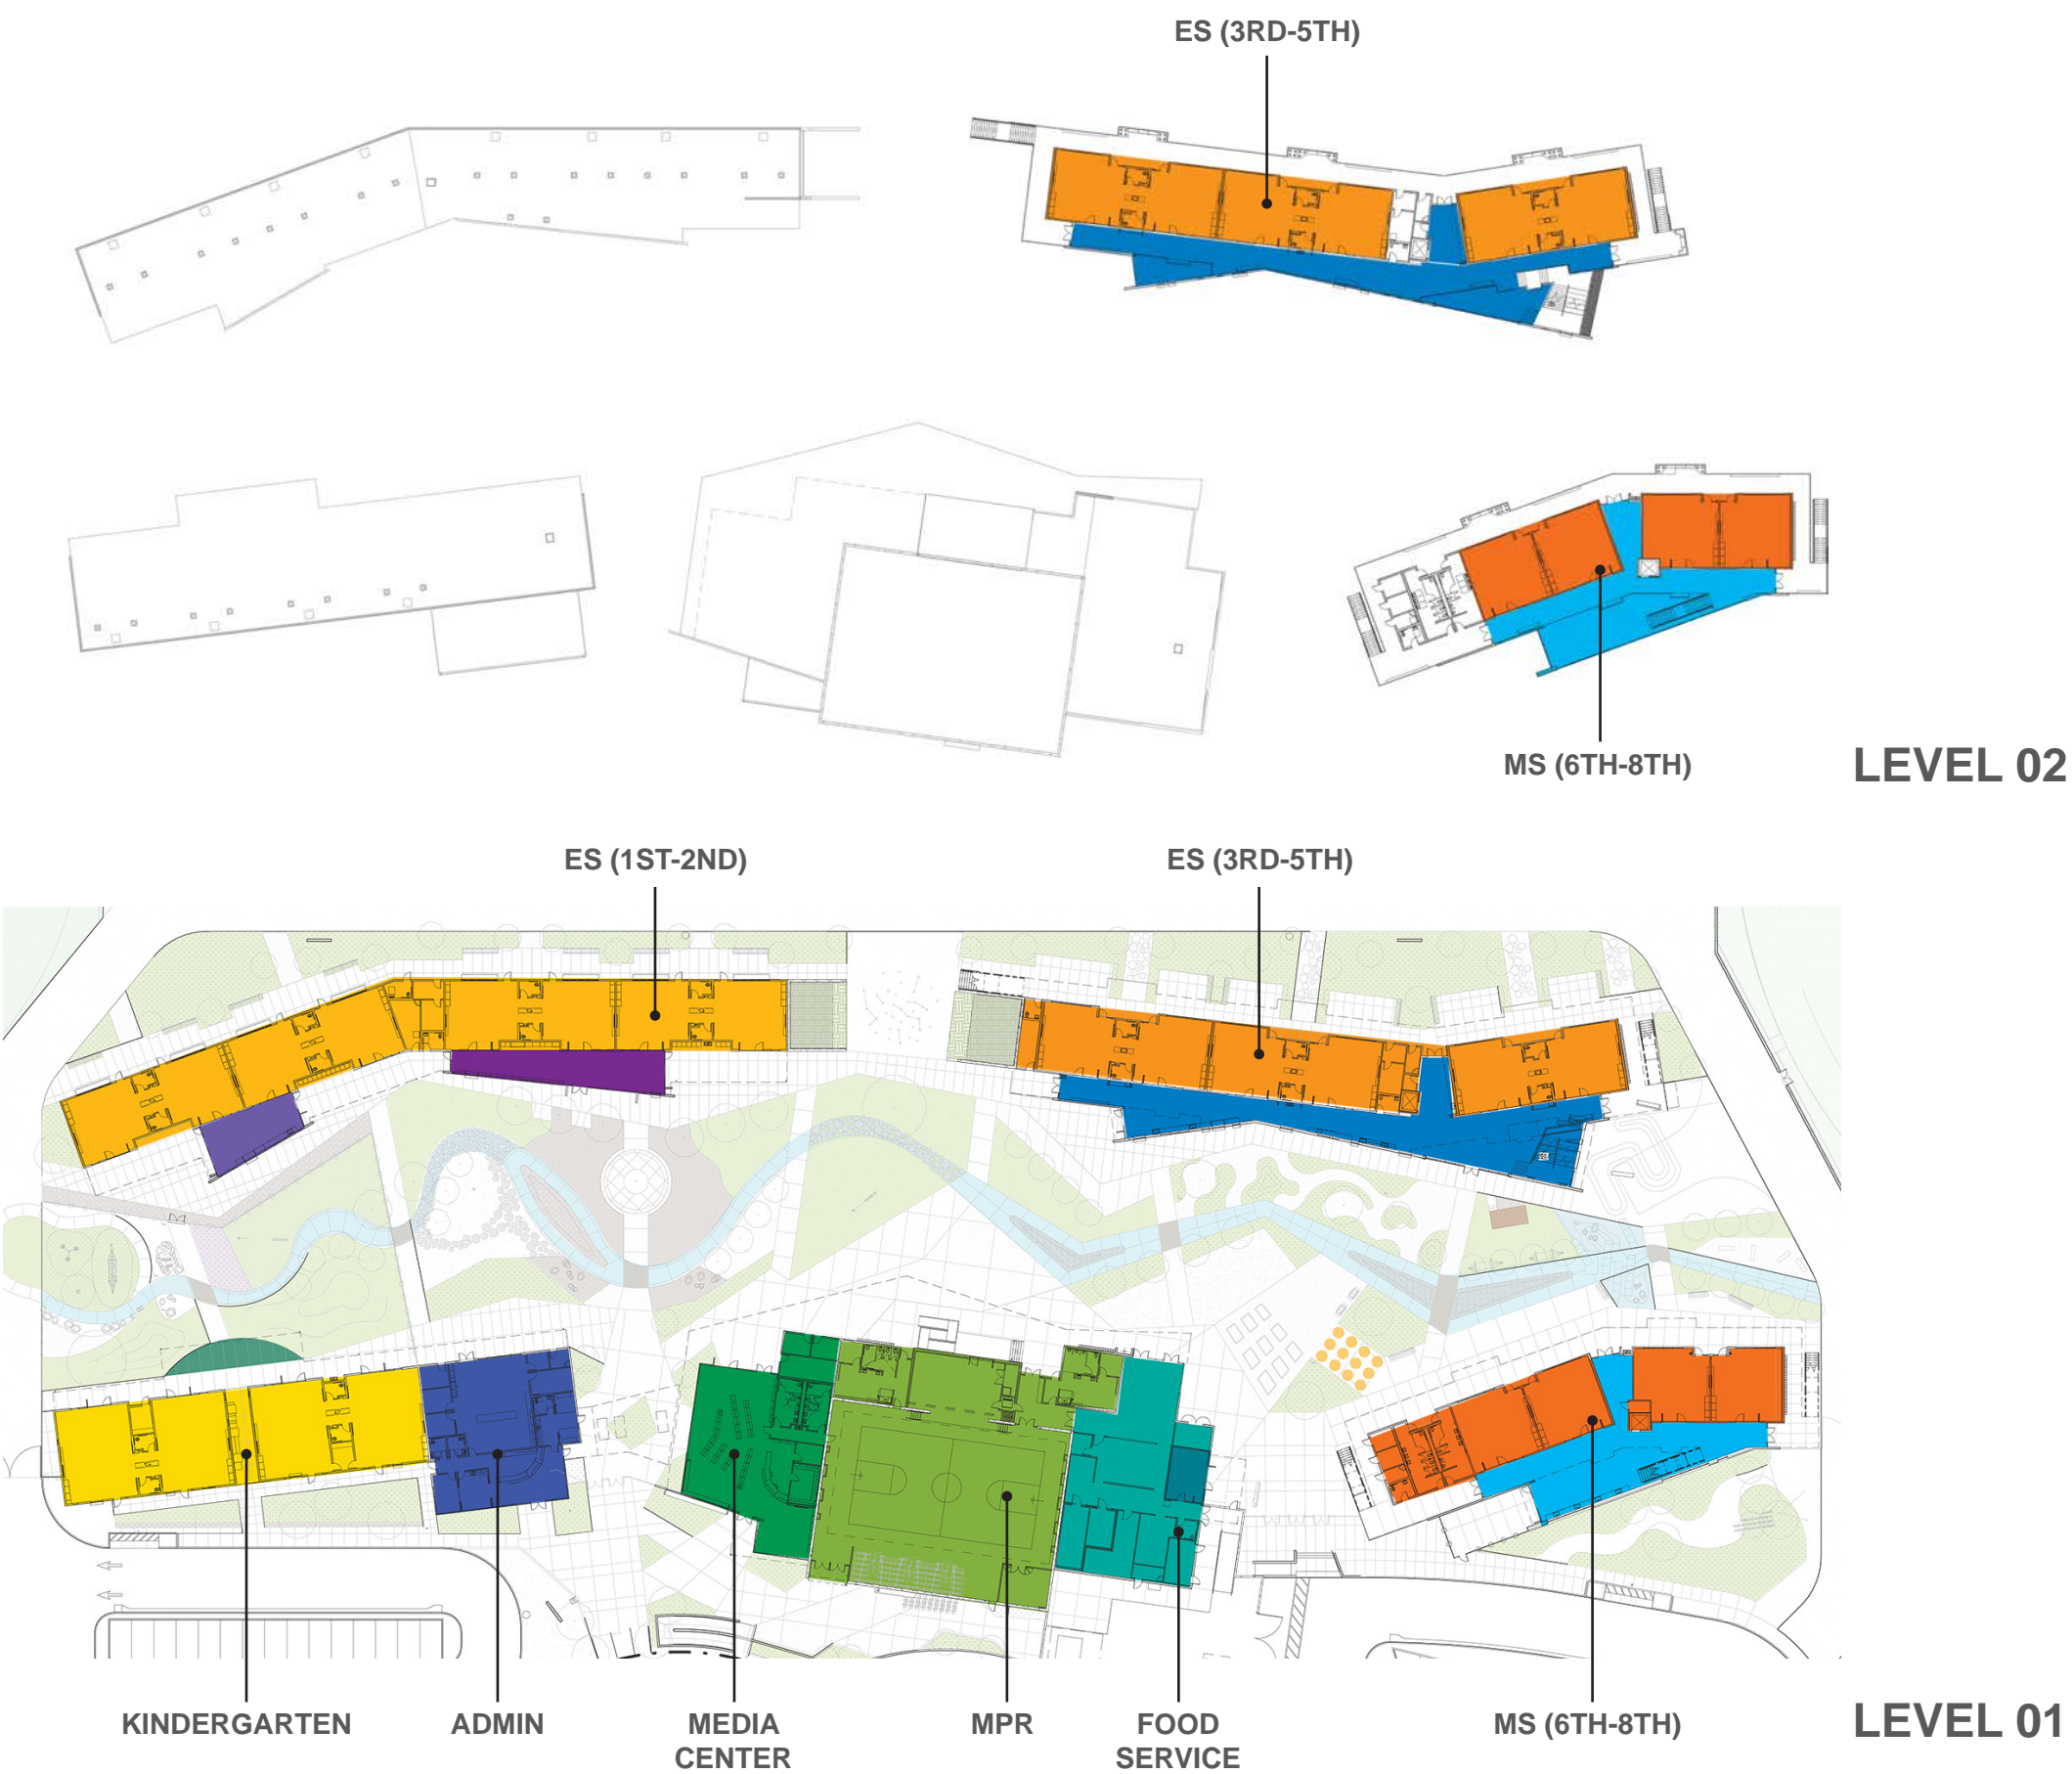 ES (3RD-5TH)
MS (6TH-8TH)
LEVEL 02
ES (1ST-2ND)
ES (3RD-5TH)
KINDERGARTEN
ADMIN
MEDIA
CENTER
MPR
FOOD
SERVICE
MS (6TH-8TH)
LEVEL 01